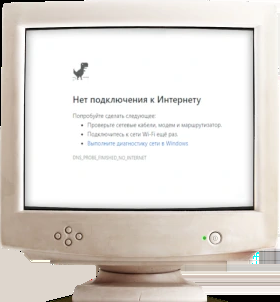 Нет подключения к Интернету
Попробуйте сделать следующее:
• Проверьте сетевые кабели, модем и маршрутизатор.
• Подключитесь к сети Wi-Fi ещё раз.
• Выполните диагностику сети в Windows
DNS_PROBE_FINISHED_NO_INTERNET